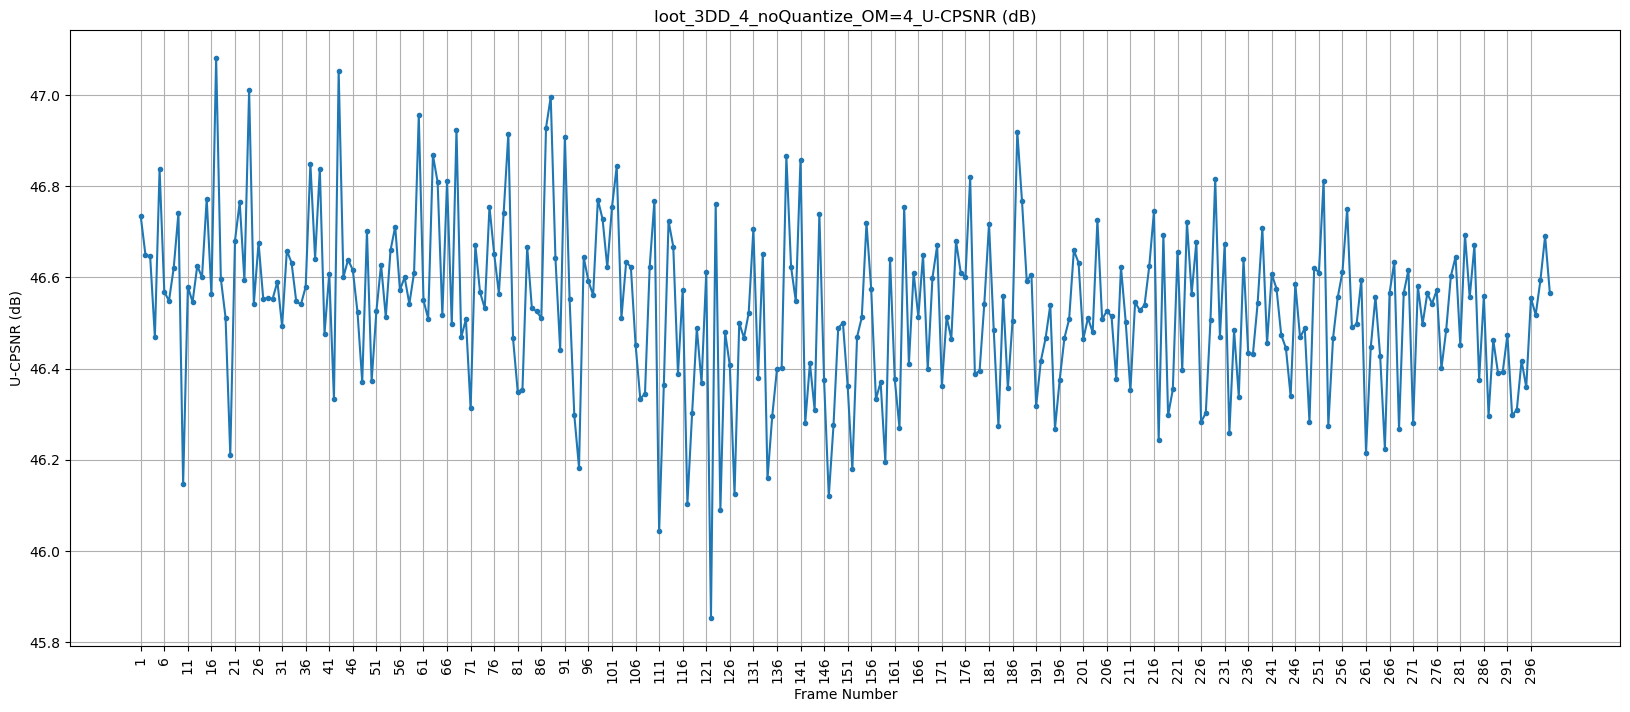 loot_3DD_4_noQuantize_OM=4_U-CPSNR (dB)
U-CPSNR (dB)
47.0
46.8
46.6
46.4
46.2
46.0
45.8
1 6 11 16 21 26 31 36 41 46 51 56 61 66 71 76 81 86 91 96 101 106 111 116 121 126 131 136 141 146 151 156 161 166 171 176 181 186 191 196 201 206 211 216 221 226 231 236 241 246 251 256 261 266 271 276 281 286 291 296
Frame Number